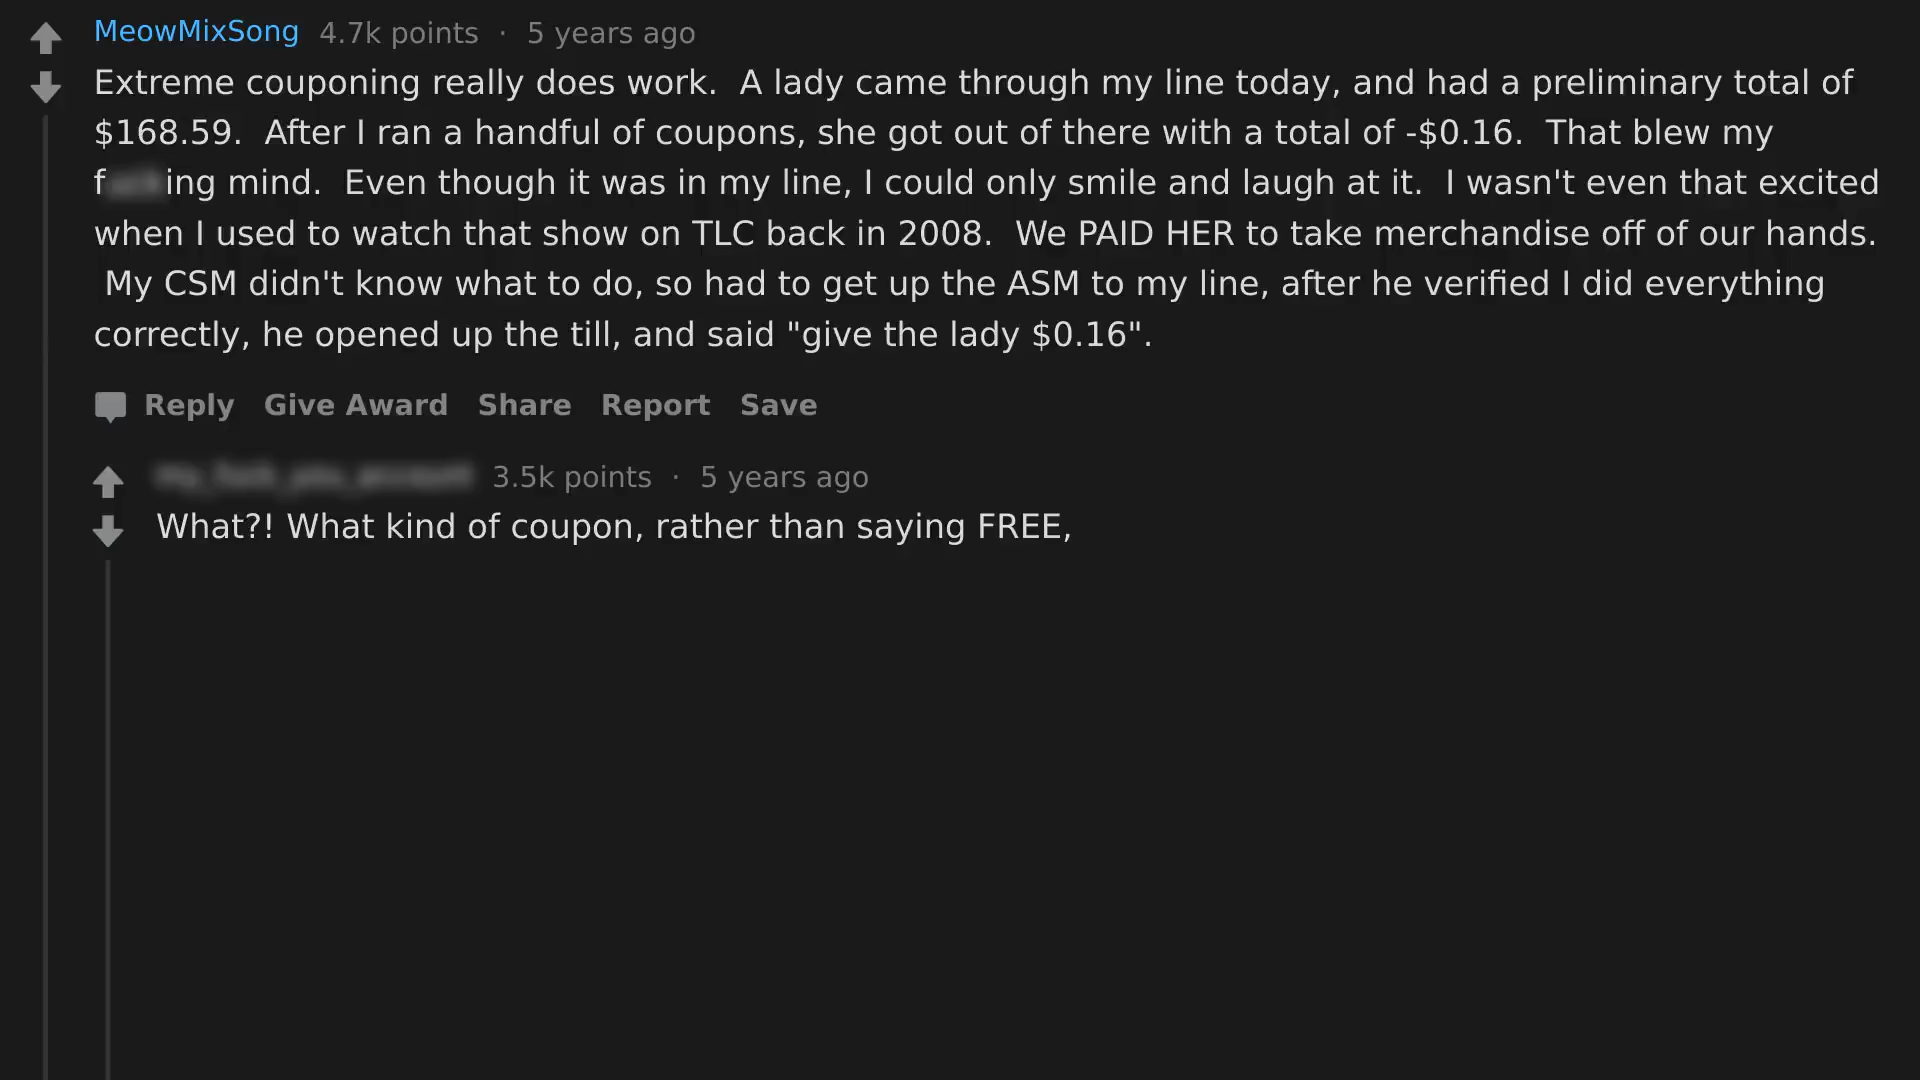 MeowMixSong 4.7k points · 5 years ago
Extreme couponing really does work.  A lady came through my line today, and had a preliminary total of
$168.59.  After I ran a handful of coupons, she got out of there with a total of -$0.16.  That blew my
f ing mind.  Even though it was in my line, I could only smile and laugh at it.  I wasn't even that excited
when I used to watch that show on TLC back in 2008.  We PAID HER to take merchandise off of our hands.
My CSM didn't know what to do, so had to get up the ASM to my line, after he verified I did everything
correctly, he opened up the till, and said "give the lady $0.16".
Reply Give Award Share Report Save
3.5k points · 5 years ago
What?! What kind of coupon, rather than saying FREE,